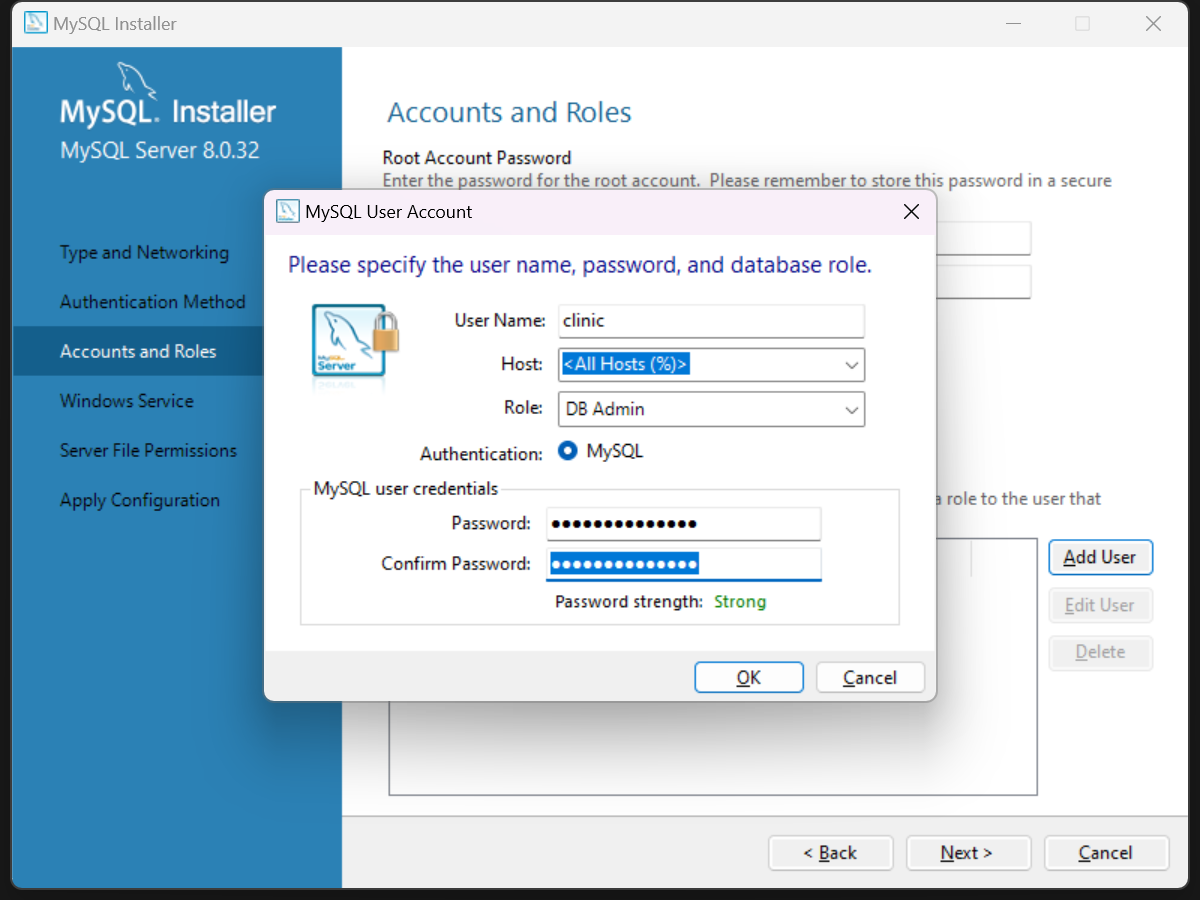 MySQL Installer
MySQL. Installer
MySQL Server 8.0.32
Type and Networking
Authentication Method
Accounts and Roles
Windows Service
Server File Permissions
Apply Configuration
Accounts and Roles
Root Account Password
Enter the password for the root account. Please remember to store this password in a secure
MySQL User Account
Please specify the user name, password, and database role.
MySQL
Server
User Name: clinic
Host: <All Hosts (%)>
Role: DB Admin
Authentication: MySQL
MySQL user credentials
Password: ●●●●●●●●●●●●●●
Confirm Password: ●●●●●●●●●●●●●●
Password strength: Strong
OK Cancel
a role to the user that
Add User
Edit User
Delete
< Back Next > Cancel